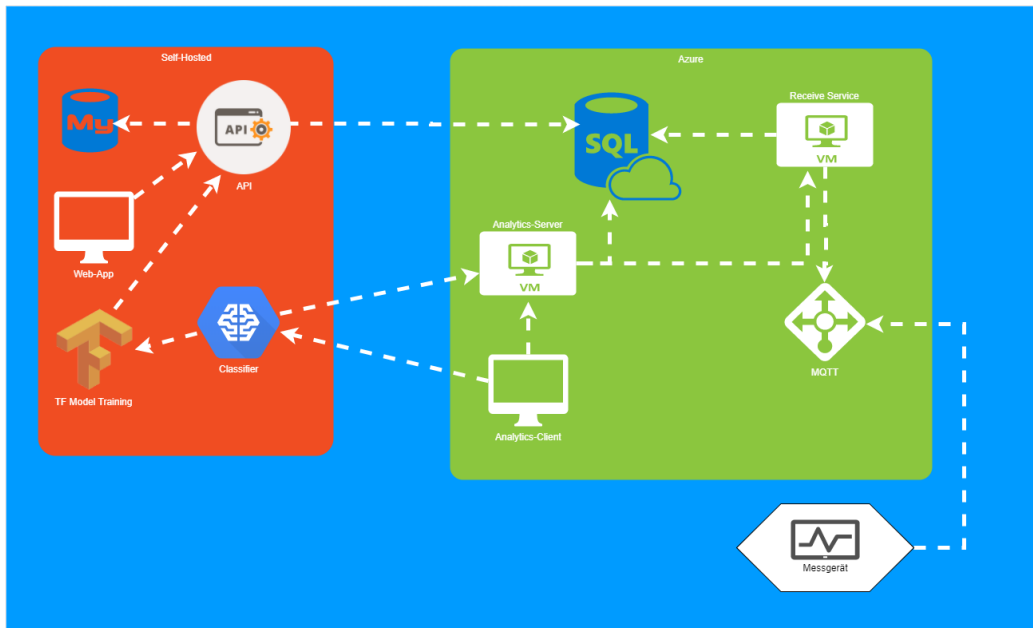 Self-Hosted
My
API
API
Web-App
TF Model Training
Classifier
Azure
SQL
Receive Service
VM
Analytics-Server
VM
Analytics-Client
MQTT
Messgerät